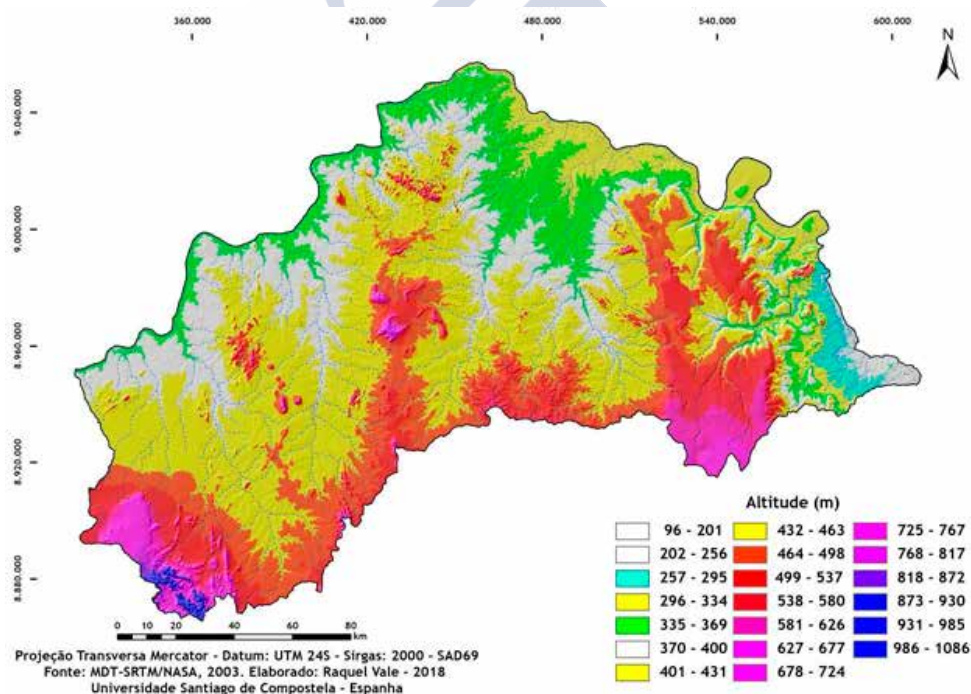 360.000 420.000 480.000 540.000 600.000
N
9.040.000
9.000.000
8.960.000
8.920.000
8.880.000
Altitude (m)
96 - 201 432 - 463 725 - 767
202 - 256 464 - 498 768 - 817
257 - 295 499 - 537 818 - 872
296 - 334 538 - 580 873 - 930
335 - 369 581 - 626 931 - 985
370 - 400 627 - 677 986 - 1086
401 - 431 678 - 724
0 10 20 40 60 80
km
Projeção Transversa Mercator - Datum: UTM 24S - Sirgas: 2000 - SAD69
Fonte: MDT-SRTM/NASA, 2003. Elaborado: Raquel Vale - 2018
Universidade Santiago de Compostela - Espanha